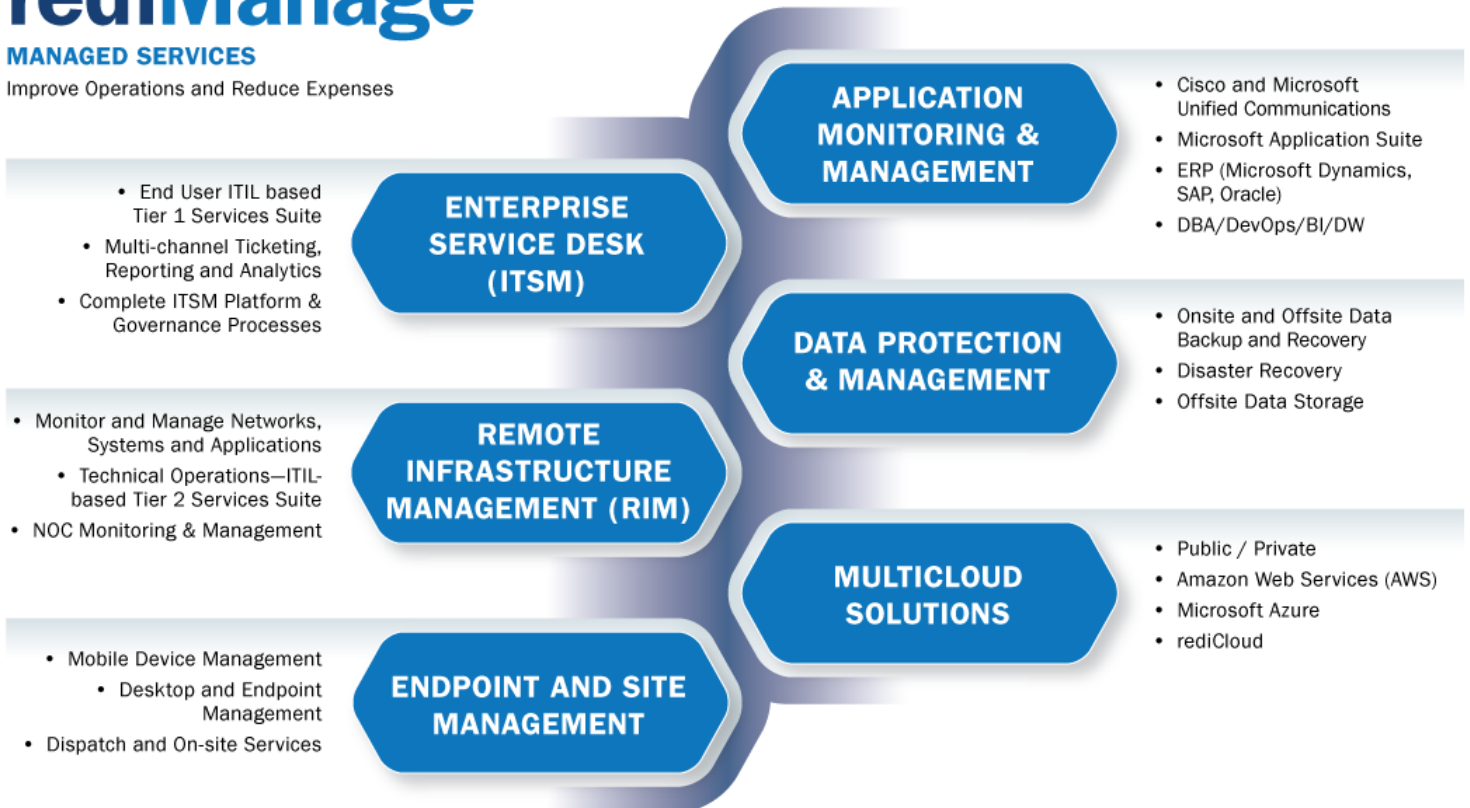 rediManage
MANAGED SERVICES
Improve Operations and Reduce Expenses
• End User ITIL based
Tier 1 Services Suite
• Multi-channel Ticketing,
Reporting and Analytics
• Complete ITSM Platform &
Governance Processes
ENTERPRISE
SERVICE DESK
(ITSM)
• Monitor and Manage Networks,
Systems and Applications
• Technical Operations—ITIL-
based Tier 2 Services Suite
• NOC Monitoring & Management
REMOTE
INFRASTRUCTURE
MANAGEMENT (RIM)
• Mobile Device Management
• Desktop and Endpoint
Management
• Dispatch and On-site Services
ENDPOINT AND SITE
MANAGEMENT
APPLICATION
MONITORING &
MANAGEMENT
• Cisco and Microsoft
Unified Communications
• Microsoft Application Suite
• ERP (Microsoft Dynamics,
SAP, Oracle)
• DBA/DevOps/BI/DW
DATA PROTECTION
& MANAGEMENT
• Onsite and Offsite Data
Backup and Recovery
• Disaster Recovery
• Offsite Data Storage
MULTICLOUD
SOLUTIONS
• Public / Private
• Amazon Web Services (AWS)
• Microsoft Azure
• rediCloud